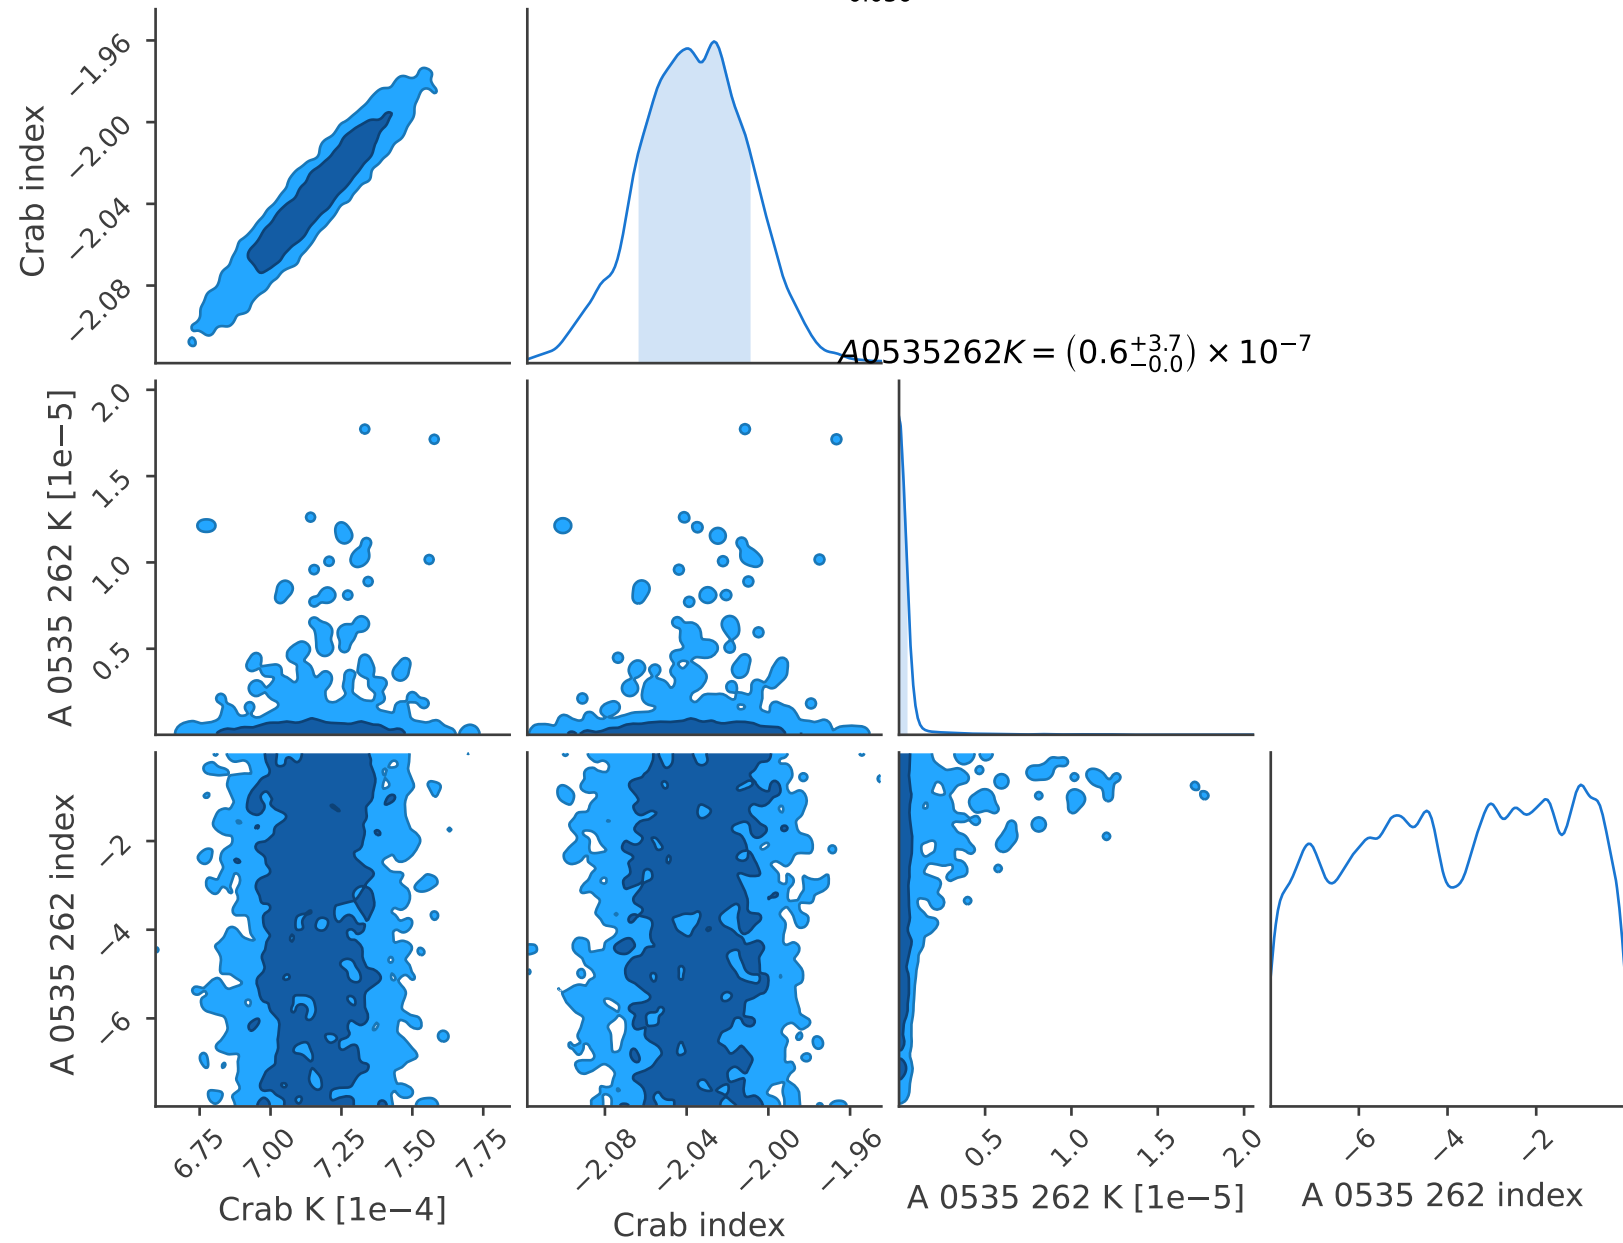 Crab index
−1.96
−2.00
−2.04
−2.08
A0535262K = (0.6 +3.7 −0.0) × 10−7
A 0535 262 K [1e−5]
2.0
1.5
1.0
0.5
A 0535 262 index
−2
−4
−6
6.75 7.00 7.25 7.50 7.75
Crab K [1e−4]
−2.08 −2.04 −2.00 −1.96
Crab index
0.5 1.0 1.5 2.0
A 0535 262 K [1e−5]
−6 −4 −2
A 0535 262 index